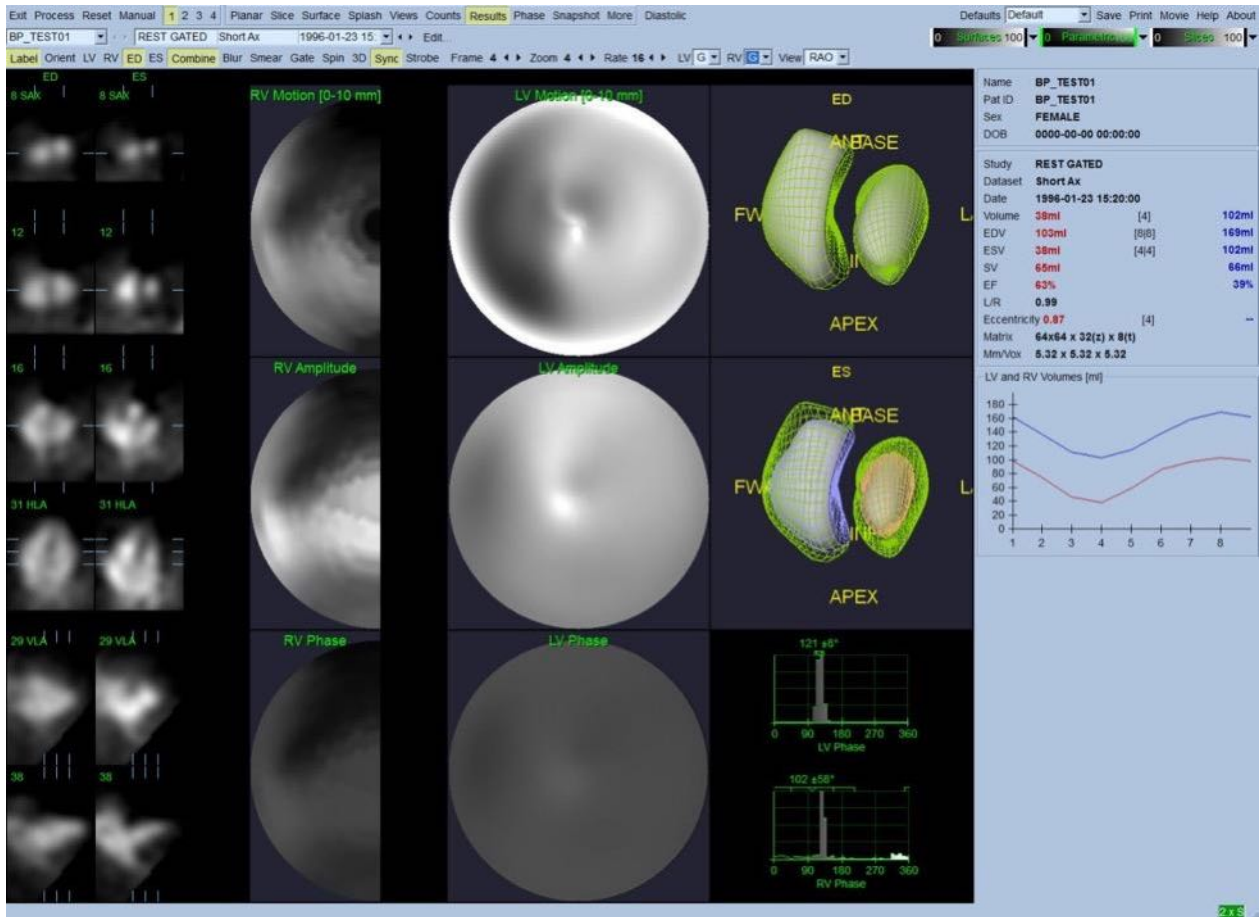 Exit Process Reset Manual 1 2 3 4 Planar Slice Surface Splash Views Counts Results Phase Snapshot More Diastolic
Defaults Default Save Print Movie Help About
BP_TEST01 REST GATED Short Ax 1996-01-23 15: Edit...
0 Surfaces 100 0 0 Slices 100
Label Orient LV RV ED ES Combine Blur Smear Gate Spin 3D Sync Strobe Frame 4 Zoom 4 Rate 16 LV G RV G View RAO
ED ES
8 SAX 8 SAX
12 12
16 16
31 HLA 31 HLA
29 VLA 29 VLA
38 38
RV Motion [0-10 mm]
LV Motion [0-10 mm]
RV Amplitude
LV Amplitude
RV Phase
LV Phase
ED
ANT BASE
FW
APEX
ES
ANT BASE
FW
APEX
121 ±6°
0 90 180 270 360
LV Phase
102 ±56°
0 90 180 270 360
RV Phase
Name BP_TEST01
Pat ID BP_TEST01
Sex FEMALE
DOB 0000-00-00 00:00:00
Study REST GATED
Dataset Short Ax
Date 1996-01-23 15:20:00
Volume 38ml [4] 102ml
EDV 103ml [8|8] 169ml
ESV 38ml [4|4] 102ml
SV 65ml 66ml
EF 63% 39%
L/R 0.99
Eccentricity 0.87 [4] --
Matrix 64x64 x 32(z) x 8(t)
Mm/Vox 5.32 x 5.32 x 5.32
LV and RV Volumes [ml]
180
160
140
120
100
80
60
40
20
0
1 2 3 4 5 6 7 8